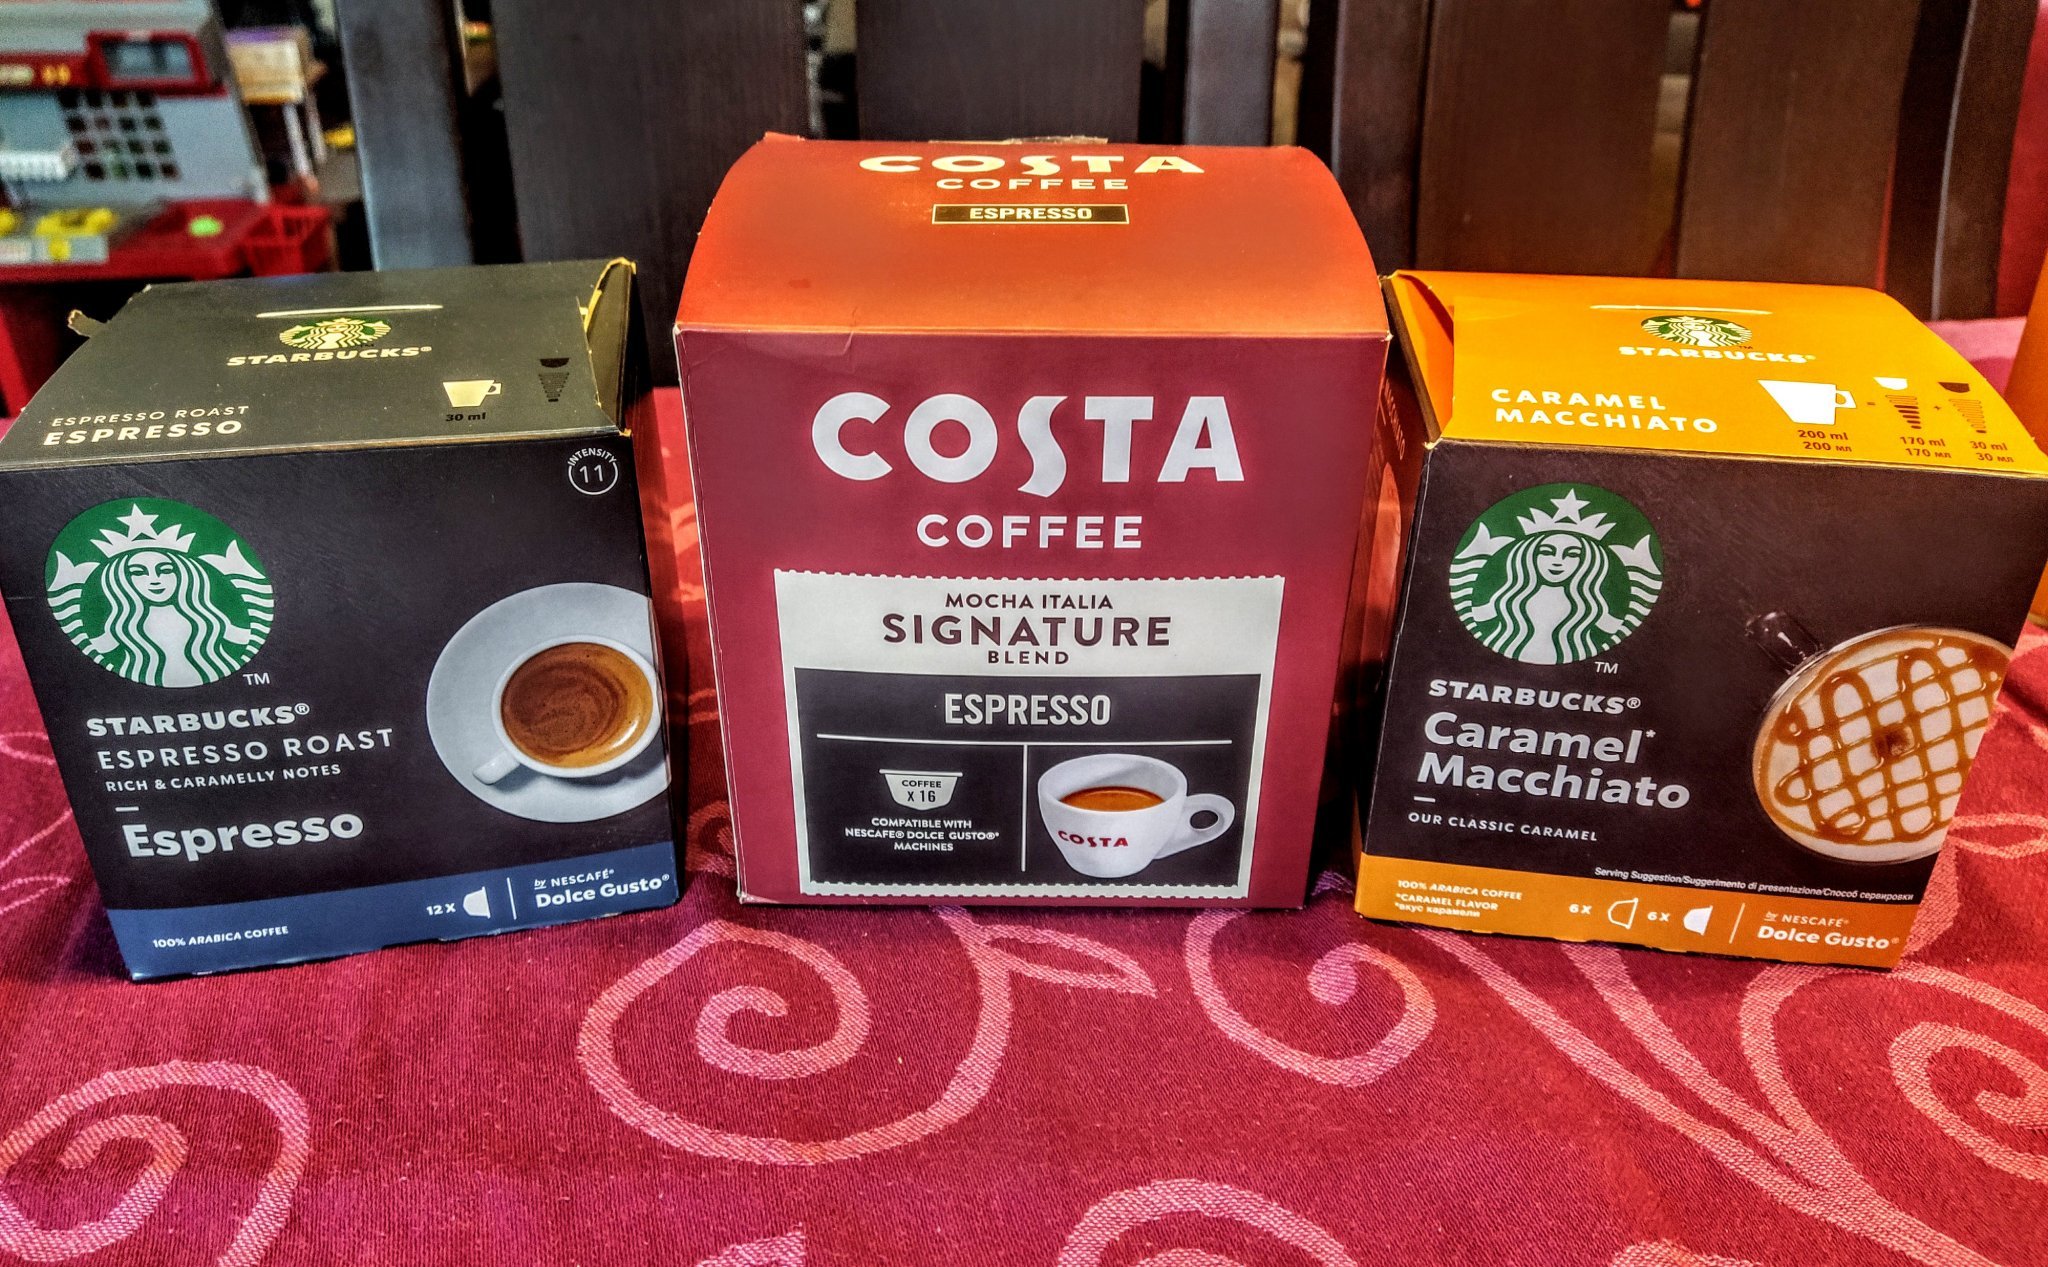 STARBUCKS®
ESPRESSO ROAST
ESPRESSO
30 ml
INTENSITY
11
TM
STARBUCKS®
ESPRESSO ROAST
RICH & CARAMELLY NOTES
Espresso
12 X
by NESCAFÉ®
Dolce Gusto®
100% ARABICA COFFEE
COSTA
COFFEE
ESPRESSO
COSTA
COFFEE
MOCHA ITALIA
SIGNATURE
BLEND
ESPRESSO
COFFEE
X 16
COMPATIBLE WITH
NESCAFE® DOLCE GUSTO®*
MACHINES
COSTA
TM
STARBUCKS®
CARAMEL
MACCHIATO
200 ml
200 мл
=
170 ml
170 мл
+
30 ml
30 мл
TM
STARBUCKS®
Caramel*
Macchiato
OUR CLASSIC CARAMEL
Serving Suggestion/Suggerimento di presentazione/Способ сервировки
100% ARABICA COFFEE
*CARAMEL FLAVOR
*вкус карамели
6 X 6 X
by NESCAFÉ®
Dolce Gusto®